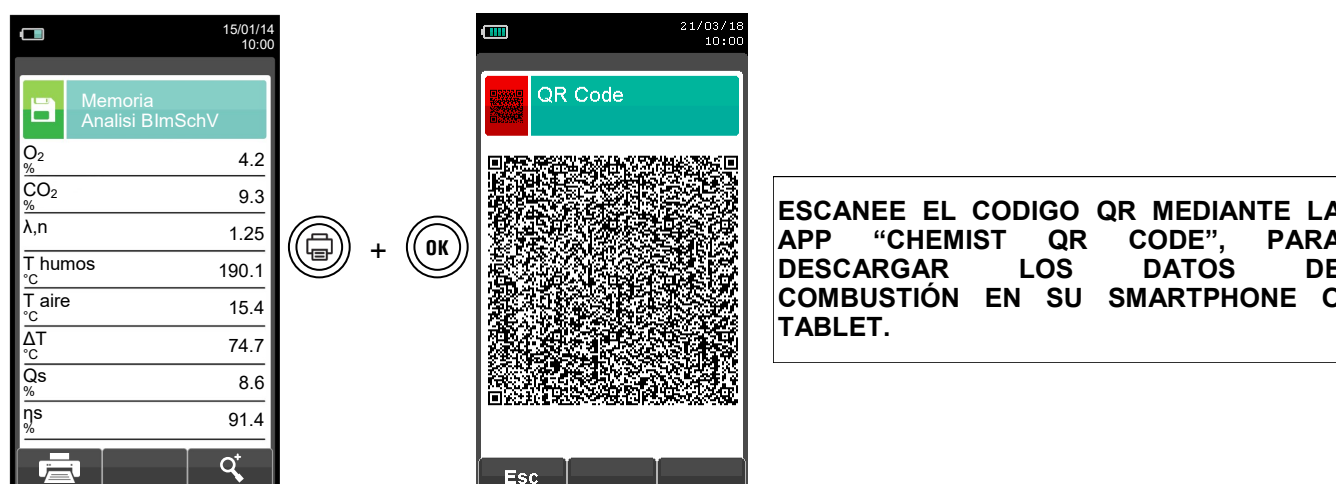 15/01/14
10:00
Memoria
Analisi BImSchV
O2
%
4.2
CO2
%
9.3
λ,n
1.25
T humos
°C
190.1
T aire
°C
15.4
ΔT
°C
74.7
Qs
%
8.6
ηs
%
91.4
+
OK
21/03/18
10:00
QR Code
Esc
ESCANEE EL CODIGO QR MEDIANTE LA
APP “CHEMIST QR CODE”, PARA
DESCARGAR LOS DATOS DE
COMBUSTIÓN EN SU SMARTPHONE O
TABLET.